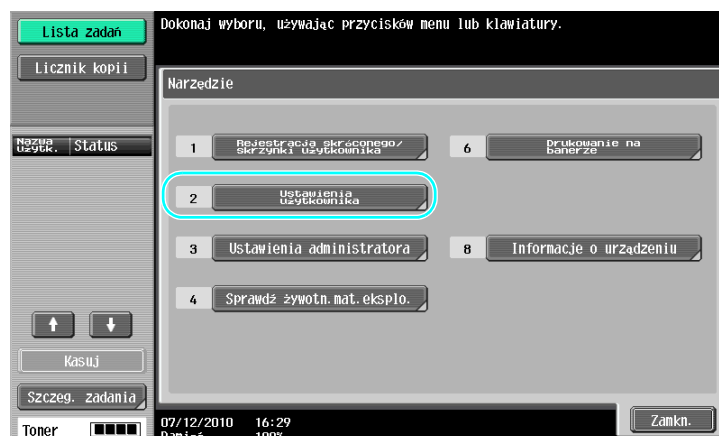 Lista zadań
Licznik kopii
Nazwa użytk. Status
Kasuj
Szczeg. zadania
Toner
Dokonaj wyboru, używając przycisków menu lub klawiatury.
Narzędzie
1 Rejestracja skróconego/
skrzynki użytkownika
2 Ustawienia
użytkownika
3 Ustawienia administratora
4 Sprawdź żywotn.mat.eksplo.
6 Drukowanie na
banerze
8 Informacje o urządzeniu
07/12/2010 16:29
Pamięć 100%
Zamkn.